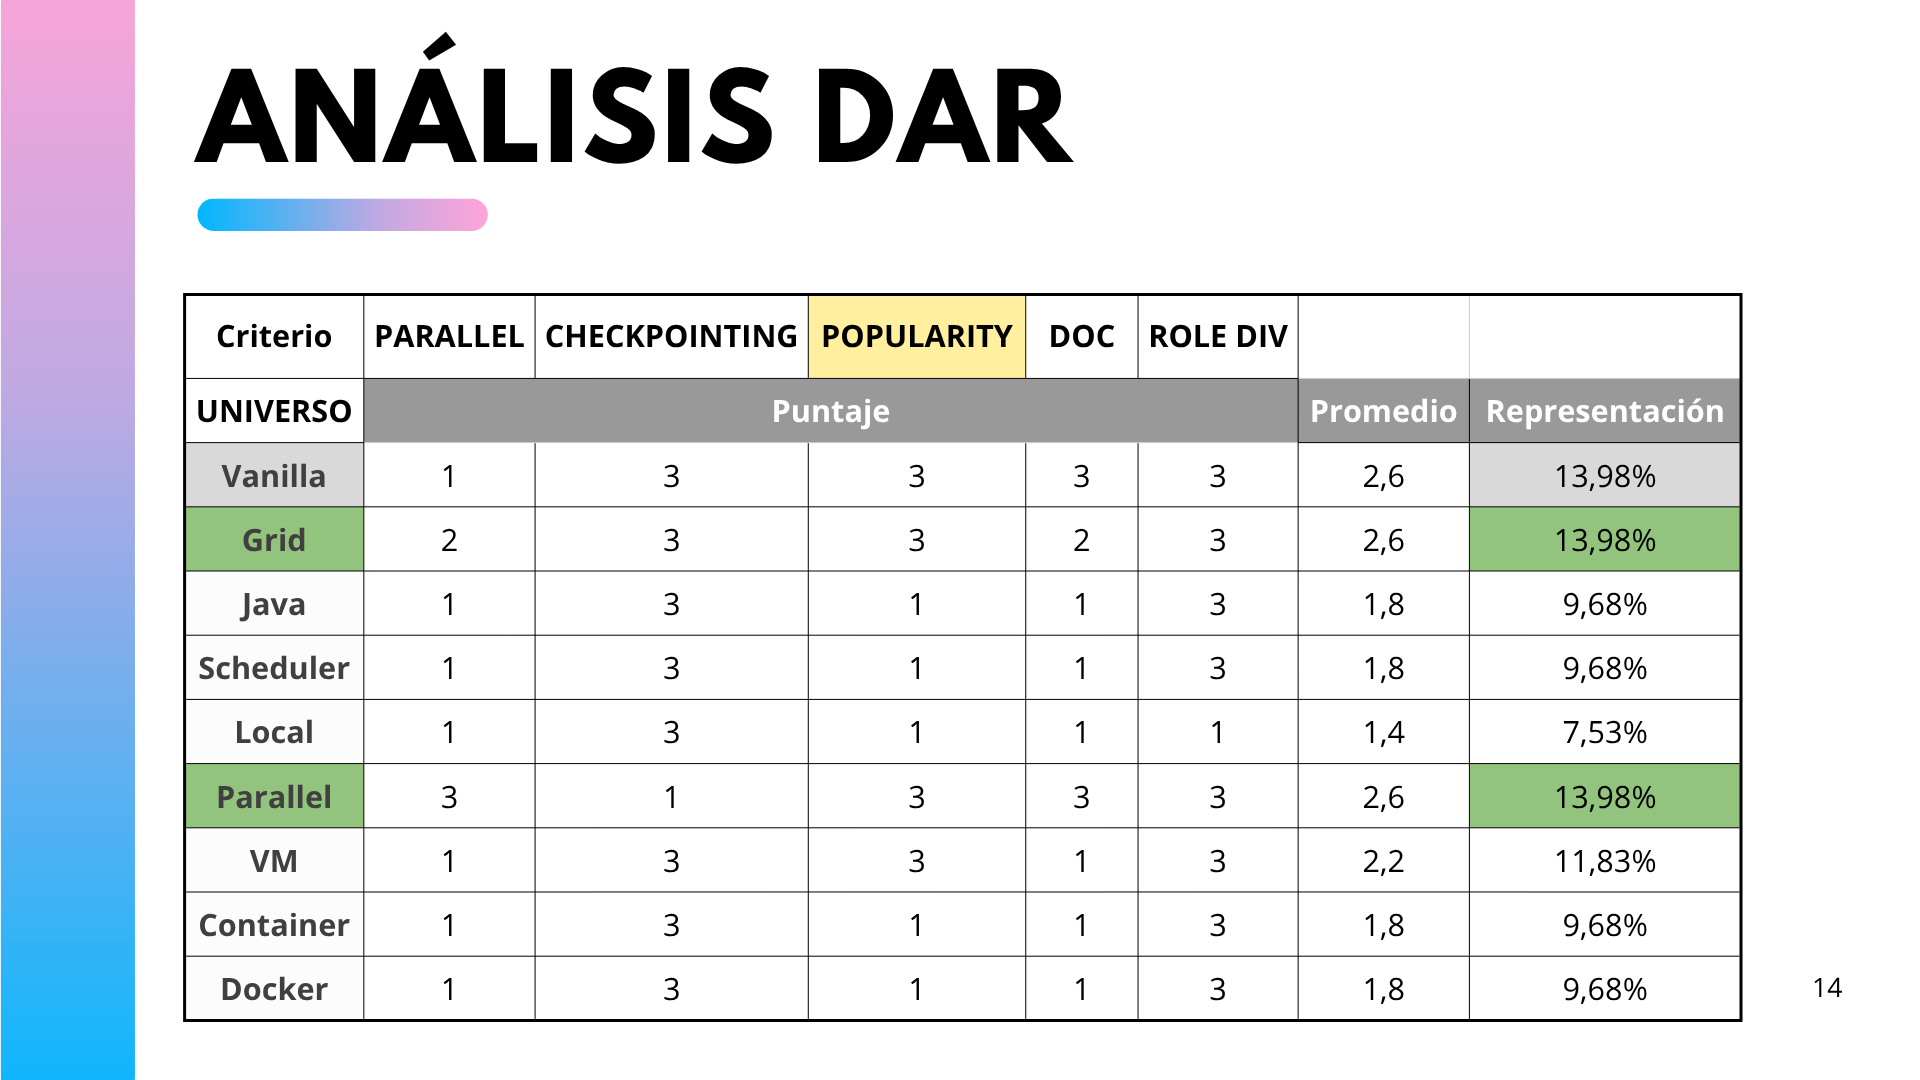 ANÁLISIS DAR
Criterio PARALLEL CHECKPOINTING POPULARITY DOC ROLE DIV
UNIVERSO Puntaje Promedio Representación
Vanilla 1 3 3 3 3 2,6 13,98%
Grid 2 3 3 2 3 2,6 13,98%
Java 1 3 1 1 3 1,8 9,68%
Scheduler 1 3 1 1 3 1,8 9,68%
Local 1 3 1 1 1 1,4 7,53%
Parallel 3 1 3 3 3 2,6 13,98%
VM 1 3 3 1 3 2,2 11,83%
Container 1 3 1 1 3 1,8 9,68%
Docker 1 3 1 1 3 1,8 9,68%
14